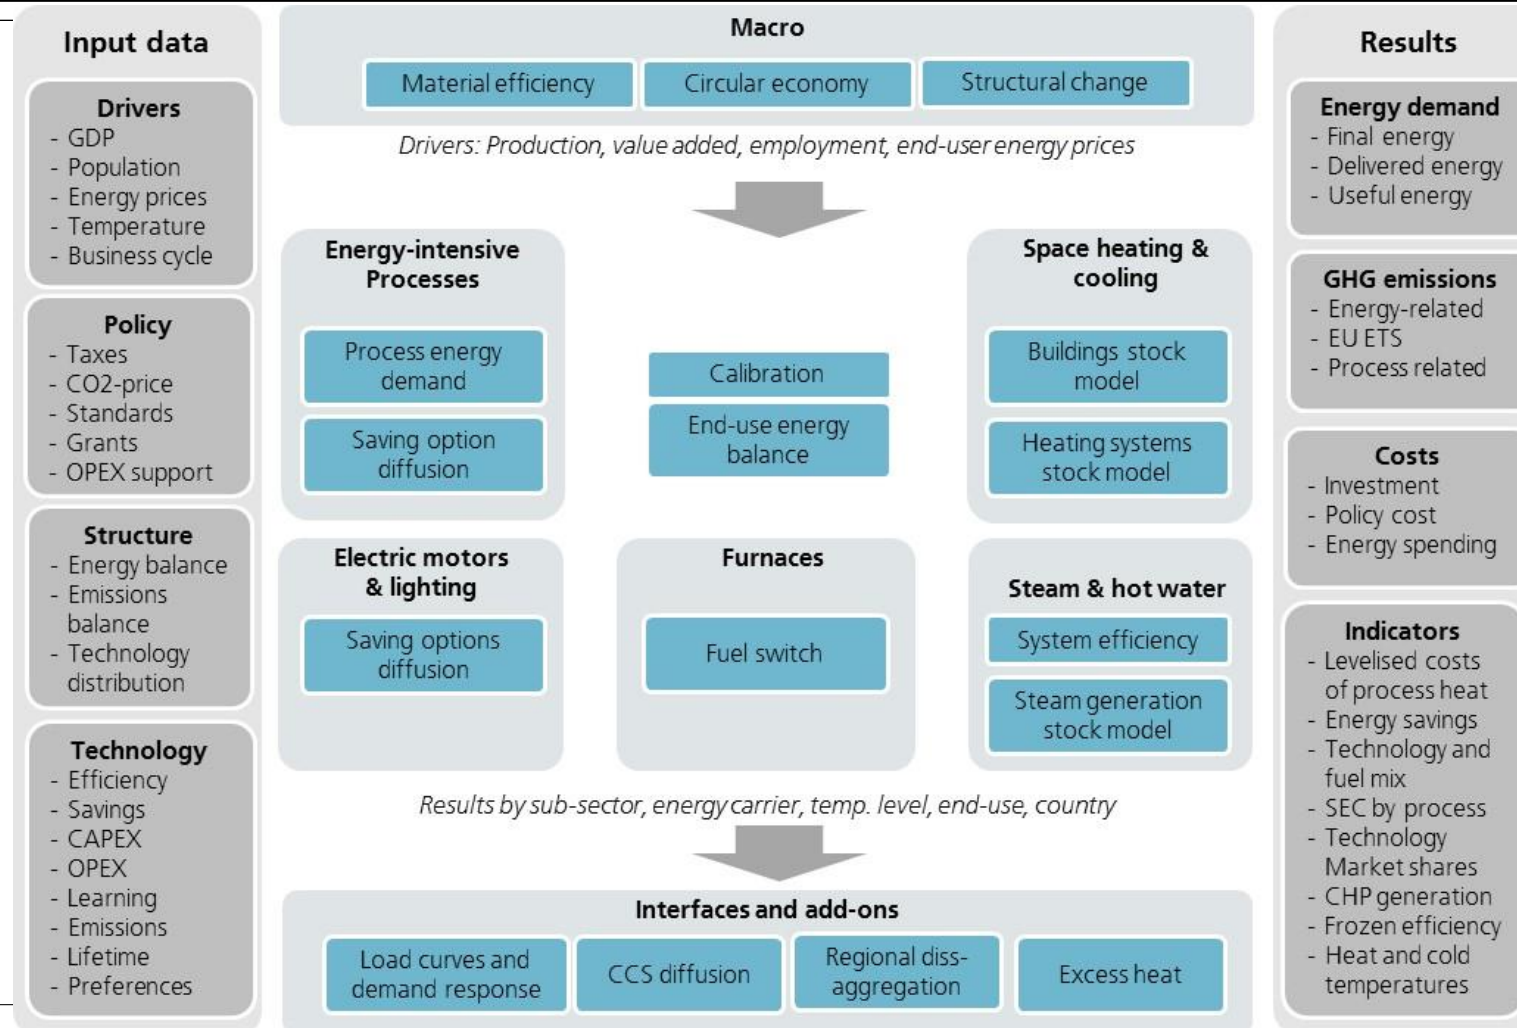 Input data
Drivers
- GDP
- Population
- Energy prices
- Temperature
- Business cycle
Policy
- Taxes
- CO2-price
- Standards
- Grants
- OPEX support
Structure
- Energy balance
- Emissions
balance
- Technology
distribution
Technology
- Efficiency
- Savings
- CAPEX
- OPEX
- Learning
- Emissions
- Lifetime
- Preferences
Macro
Material efficiency
Circular economy
Structural change
Drivers: Production, value added, employment, end-user energy prices
Energy-intensive
Processes
Process energy
demand
Saving option
diffusion
Calibration
End-use energy
balance
Space heating &
cooling
Buildings stock
model
Heating systems
stock model
Electric motors
& lighting
Saving options
diffusion
Furnaces
Fuel switch
Steam & hot water
System efficiency
Steam generation
stock model
Results by sub-sector, energy carrier, temp. level, end-use, country
Interfaces and add-ons
Load curves and
demand response
CCS diffusion
Regional diss-
aggregation
Excess heat
Results
Energy demand
- Final energy
- Delivered energy
- Useful energy
GHG emissions
- Energy-related
- EU ETS
- Process related
Costs
- Investment
- Policy cost
- Energy spending
Indicators
- Levelised costs
of process heat
- Energy savings
- Technology and
fuel mix
- SEC by process
- Technology
Market shares
- CHP generation
- Frozen efficiency
- Heat and cold
temperatures